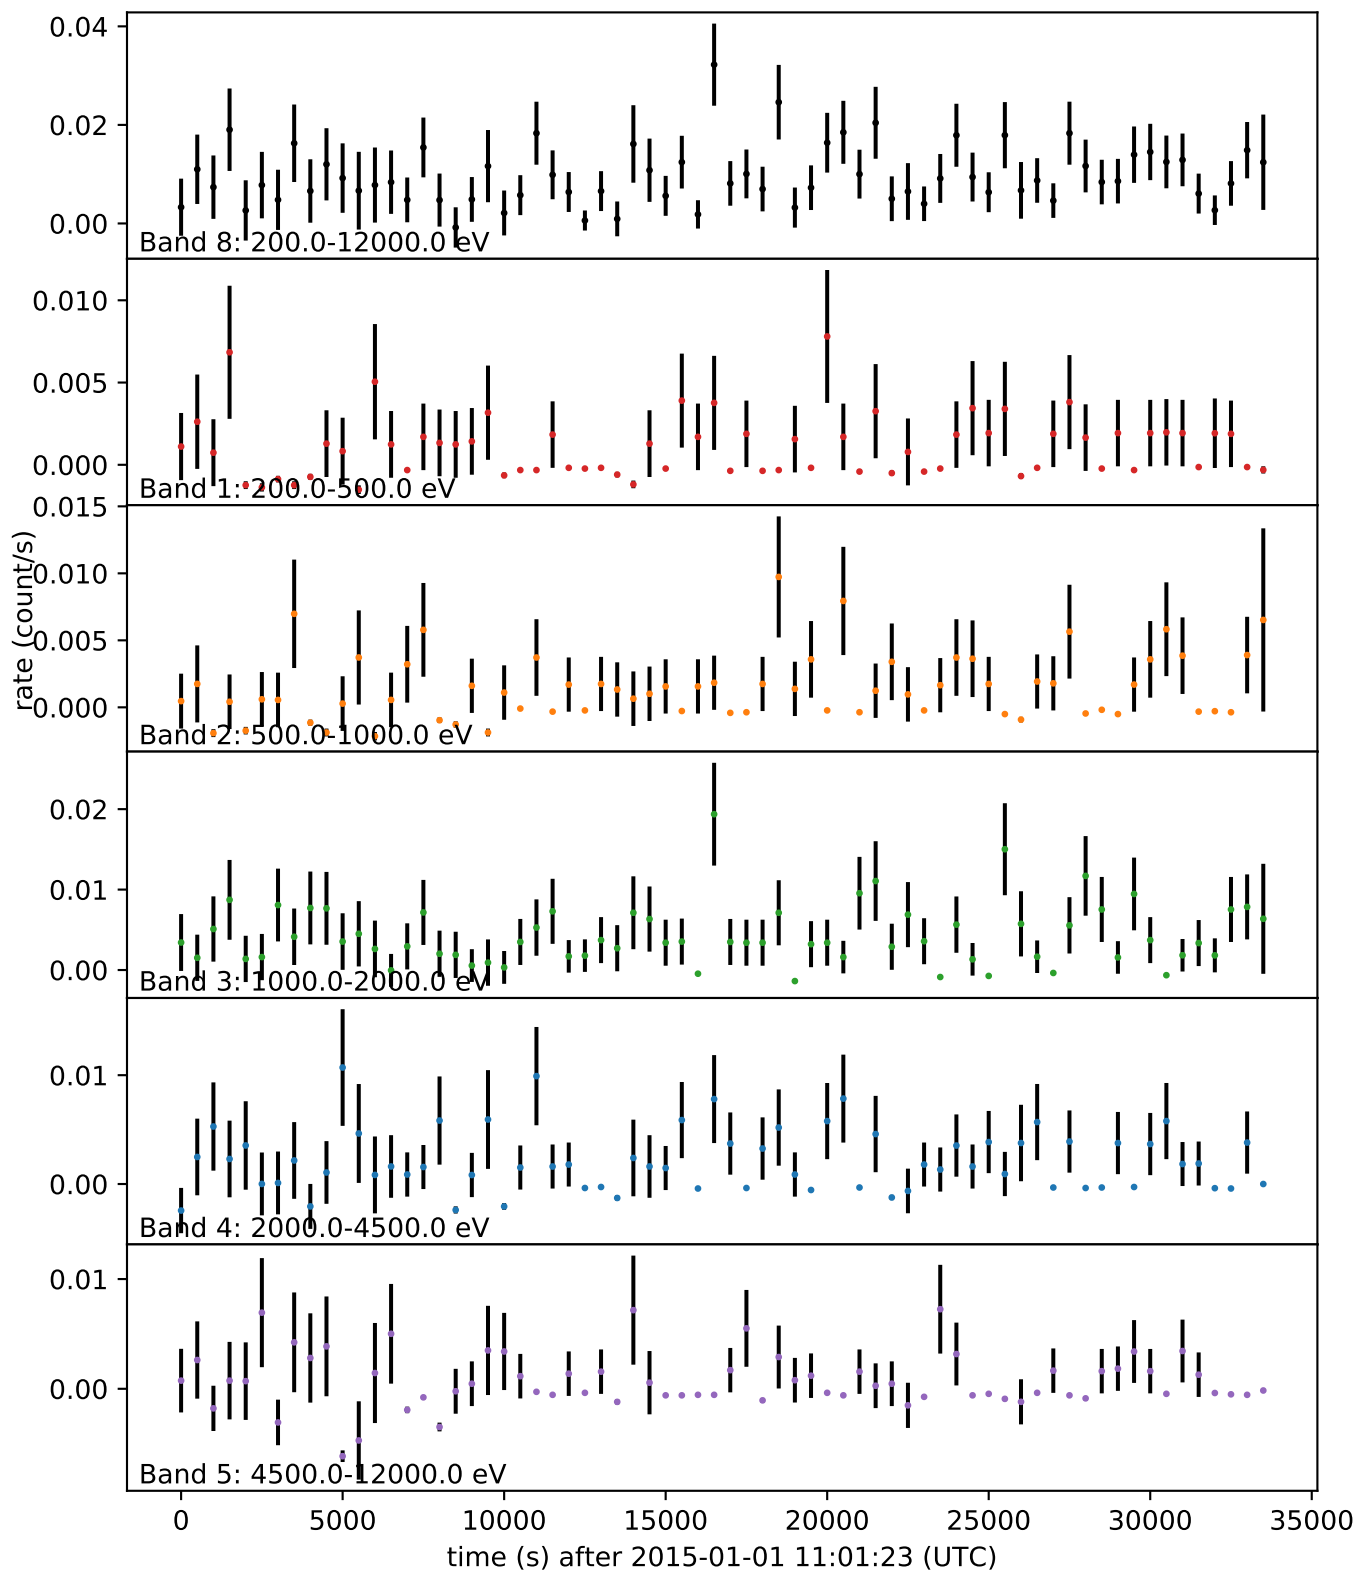 0.04
0.02
0.00
Band 8: 200.0-12000.0 eV
0.010
0.005
0.000
Band 1: 200.0-500.0 eV
rate (count/s)
0.015
0.010
0.005
0.000
Band 2: 500.0-1000.0 eV
0.02
0.01
0.00
Band 3: 1000.0-2000.0 eV
0.01
0.00
Band 4: 2000.0-4500.0 eV
0.01
0.00
Band 5: 4500.0-12000.0 eV
0 5000 10000 15000 20000 25000 30000 35000
time (s) after 2015-01-01 11:01:23 (UTC)